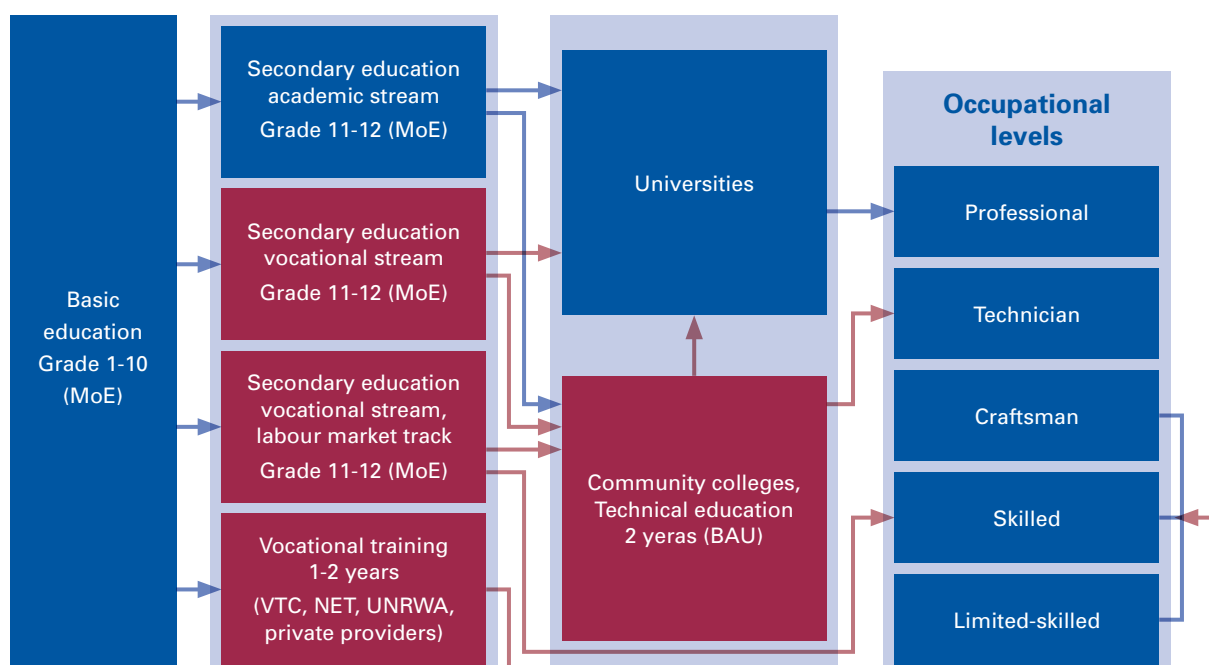 Basic
education
Grade 1-10
(MoE)
Secondary education
academic stream
Grade 11-12 (MoE)
Secondary education
vocational stream
Grade 11-12 (MoE)
Secondary education
vocational stream,
labour market track
Grade 11-12 (MoE)
Vocational training
1-2 years
(VTC, NET, UNRWA,
private providers)
Universities
Community colleges,
Technical education
2 yeras (BAU)
Occupational
levels
Professional
Technician
Craftsman
Skilled
Limited-skilled